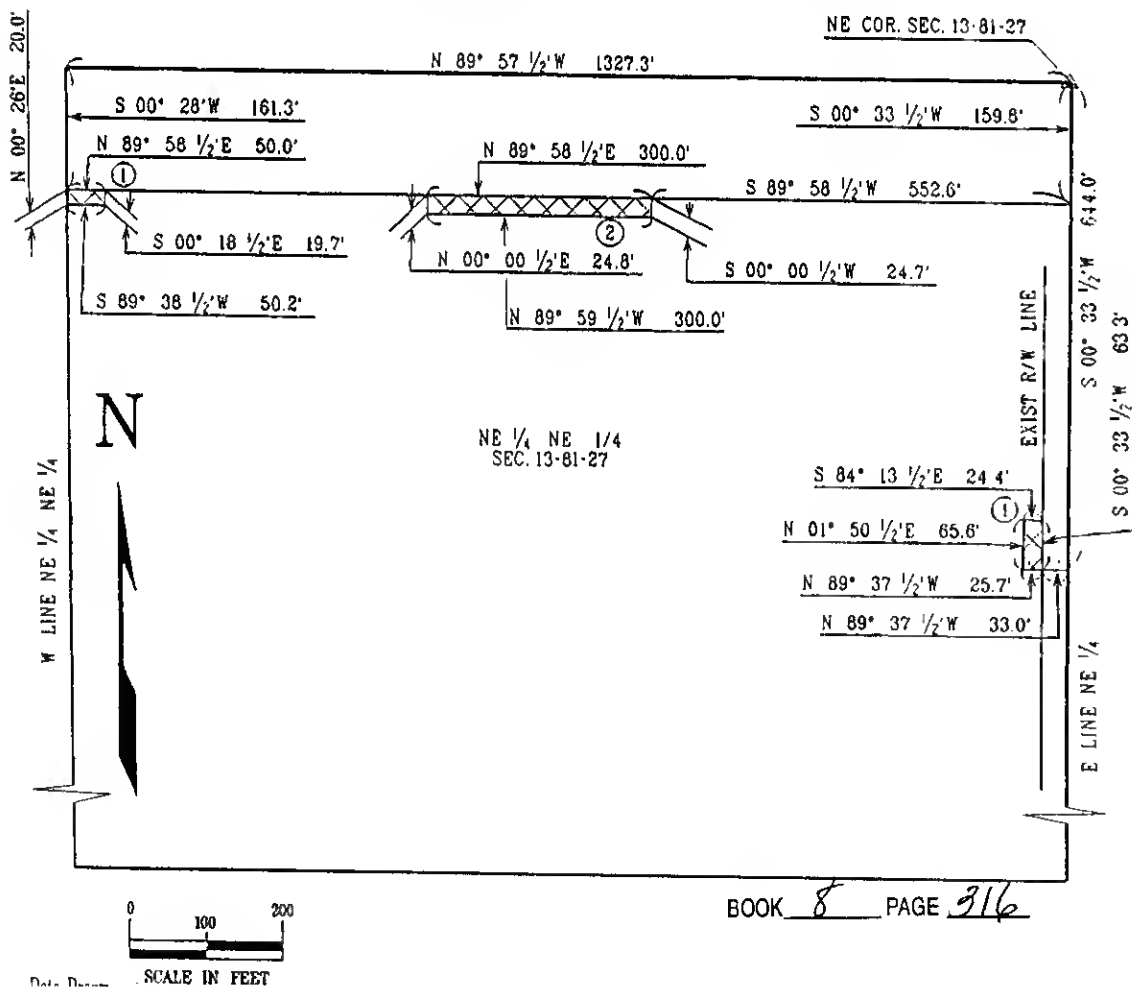 NE COR. SEC. 13-81-27
N 00° 26'E 20.0'
N 89° 57 1/2'W 1327.3'
S 00° 28'W 161.3'
S 00° 33 1/2'W 159.8'
N 89° 58 1/2'E 50.0'
N 89° 58 1/2'E 300.0'
1
S 89° 58 1/2'W 552.6'
2
S 00° 18 1/2'E 19.7'
N 00° 00 1/2'E 24.8'
S 00° 00 1/2'W 24.7'
S 89° 38 1/2'W 50.2'
N 89° 59 1/2'W 300.0'
S 00° 33 1/2'W 644.0'
S 00° 33 1/2'W 63.3'
EXIST R/W LINE
N
NE 1/4 NE 1/4
SEC. 13-81-27
W LINE NE 1/4 NE 1/4
S 84° 13 1/2'E 24.4'
1
N 01° 50 1/2'E 65.6'
N 89° 37 1/2'W 25.7'
N 89° 37 1/2'W 33.0'
E LINE NE 1/4
BOOK 8 PAGE 316
0 100 200
SCALE IN FEET